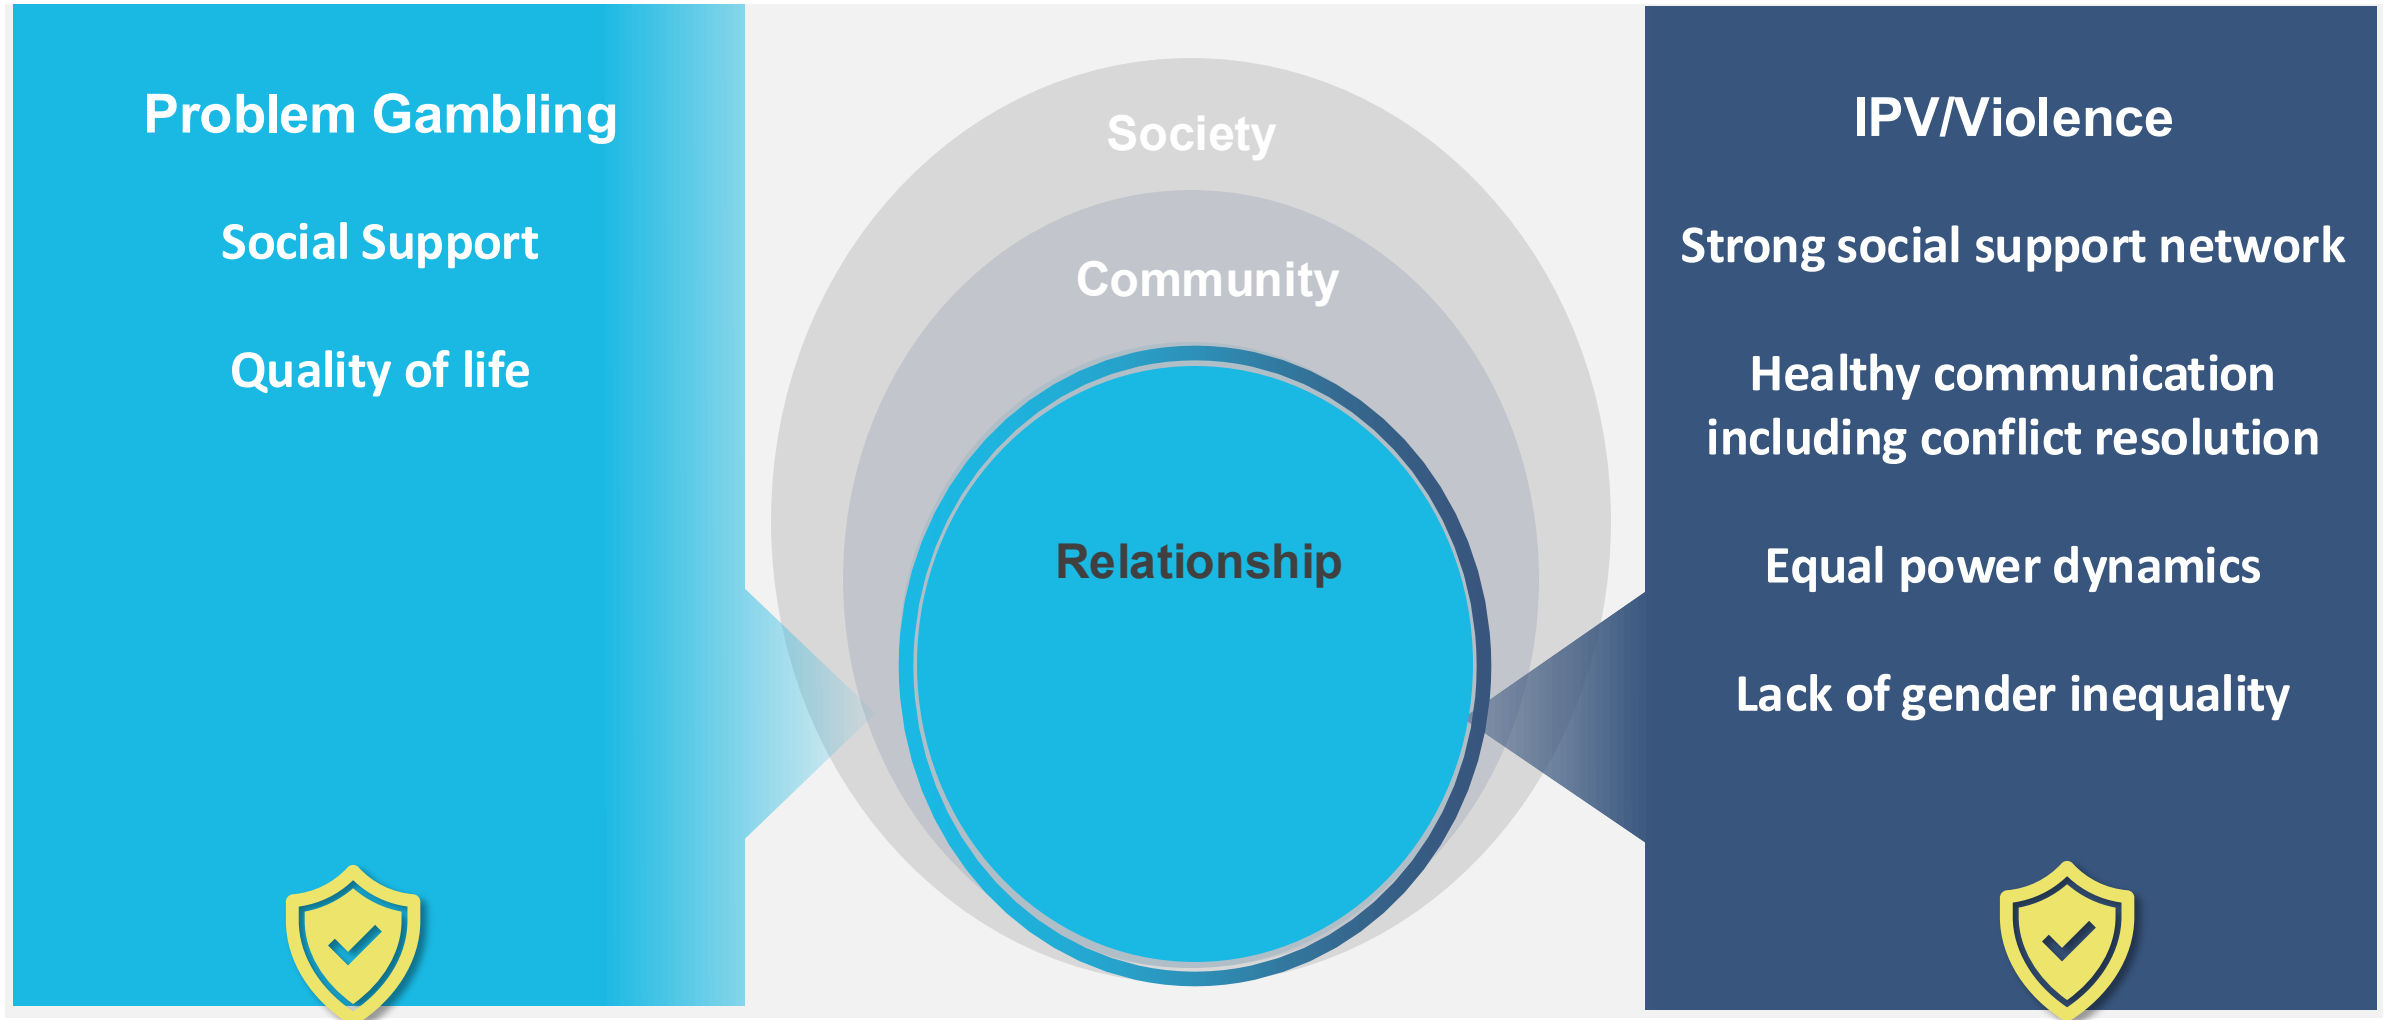 Problem Gambling
Social Support
Quality of life
Society
Community
Relationship
IPV/Violence
Strong social support network
Healthy communication
including conflict resolution
Equal power dynamics
Lack of gender inequality